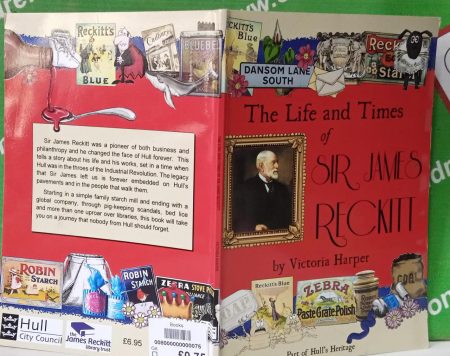 Reckitt's
BLUE
BLUEBEL
Sir James Reckitt was a pioneer of both business and
philanthropy and he changed the face of Hull forever. This
tells a story about his life and his works, set in a time when
Hull was in the throes of the Industrial Revolution. The legacy
that Sir James left us is forever embedded on Hull's
pavements and in the people that walk them.
Starting in a simple family starch mill and ending with a
global company, through pig-keeping scandals, bed lice
and more than one uproar over libraries, this book will take
you on a journey that nobody from Hull should forget.
ROBIN
STARCH
ROBIN
STARCH
ZEBRA
Hull
City Council
the
James Reckitt
library trust
£6.95
Books
Reckitt's
Blue
DANSOM LANE
SOUTH
The Life and Times
of
SIR JAMES
RECKITT
by Victoria Harper
Reckitt's Blue
ZEBRA
Paste Grate Polish
Part of Hull's Heritage